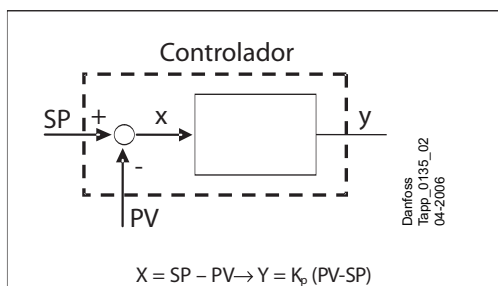 Controlador
SP
+
x
y
-
PV
Danfoss
Tapp_0135_02
04-2006
X = SP – PV→ Y = Kₚ (PV-SP)